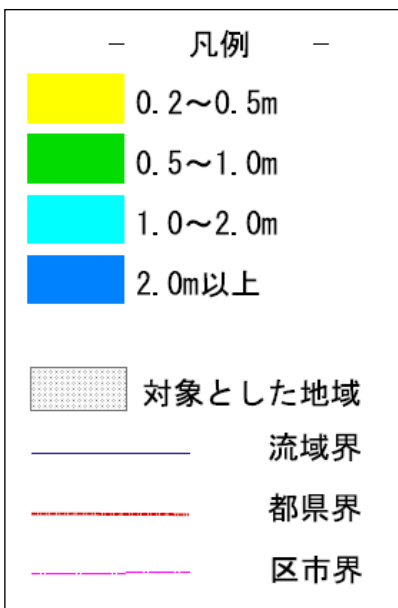 ― 凡例 ―
0.2～0.5m
0.5～1.0m
1.0～2.0m
2.0m以上
対象とした地域
流域界
都県界
区市界